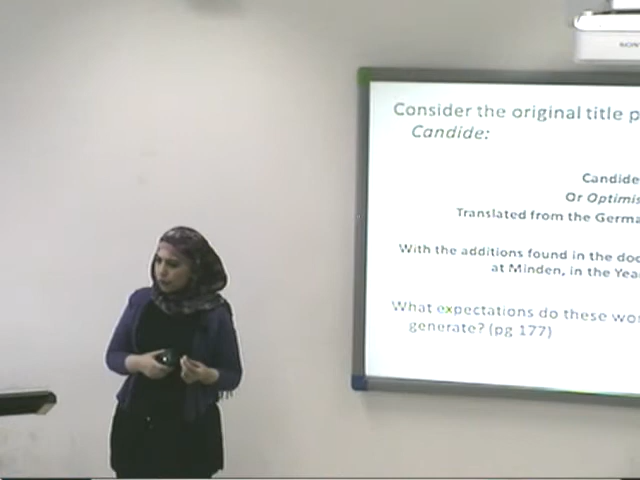 Consider the original title p
Candide:
Candide
Or Optimis
Translated from the Germa
With the additions found in the doc
at Minden, in the Yea
What expectations do these wo
generate? (pg 177)
SONY